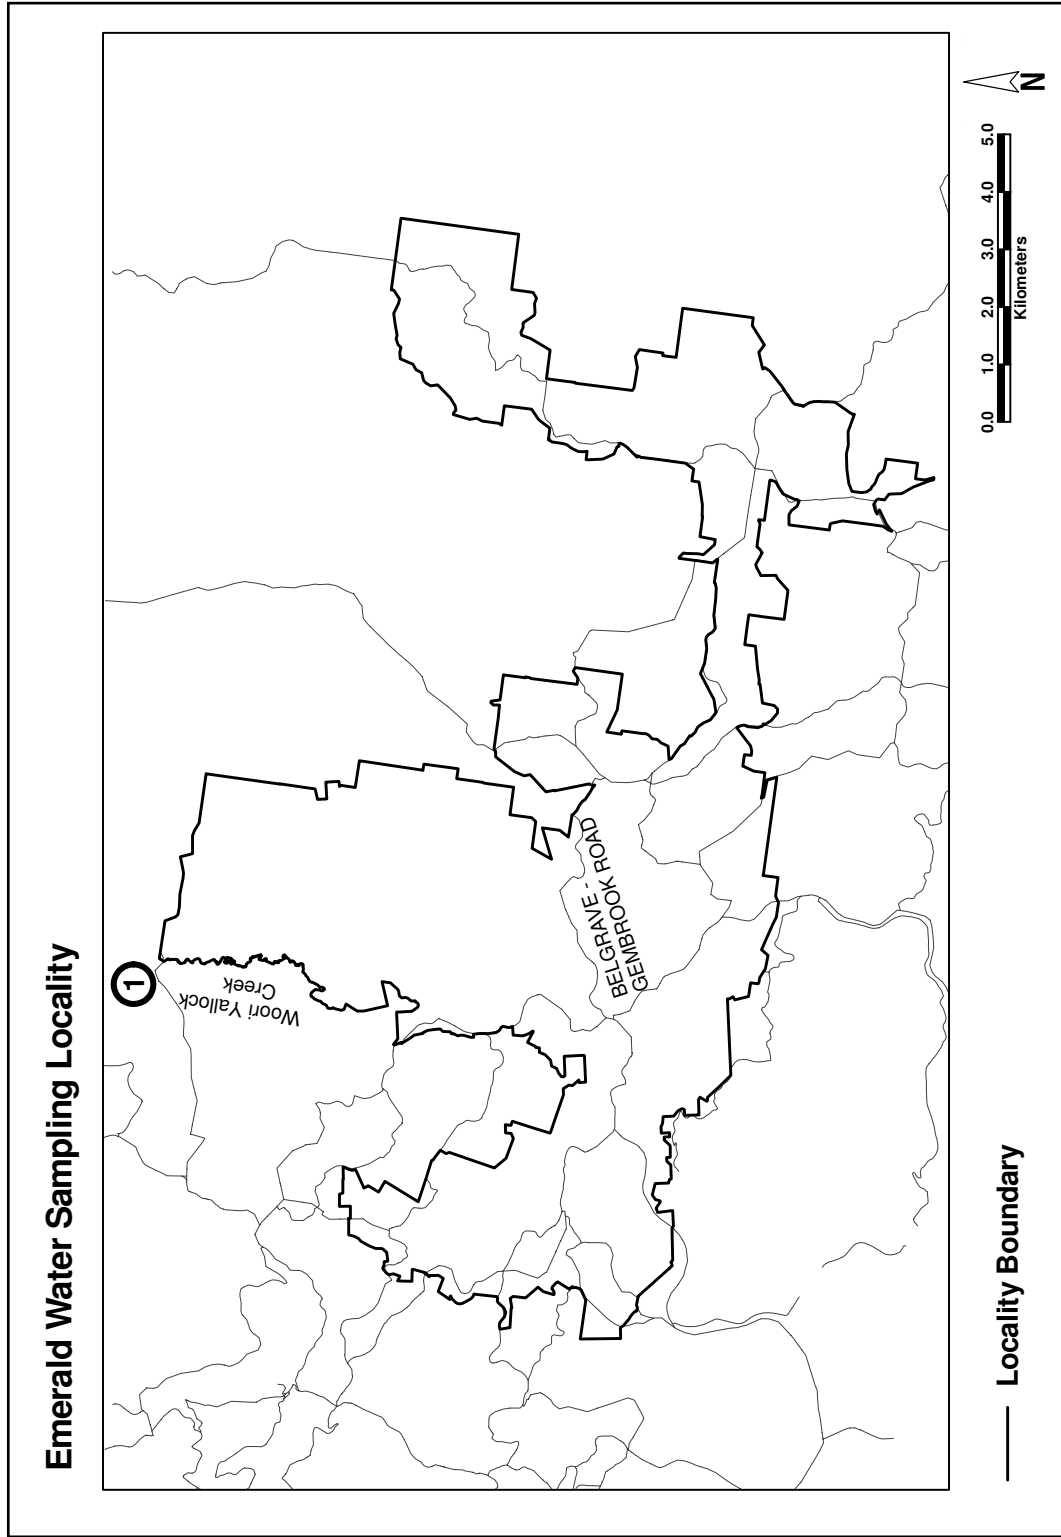 Emerald Water Sampling Locality
1
Woori Yallock
Creek
BELGRAVE -
GEMBROOK ROAD
Locality Boundary
0.0 1.0 2.0 3.0 4.0 5.0
Kilometers
N